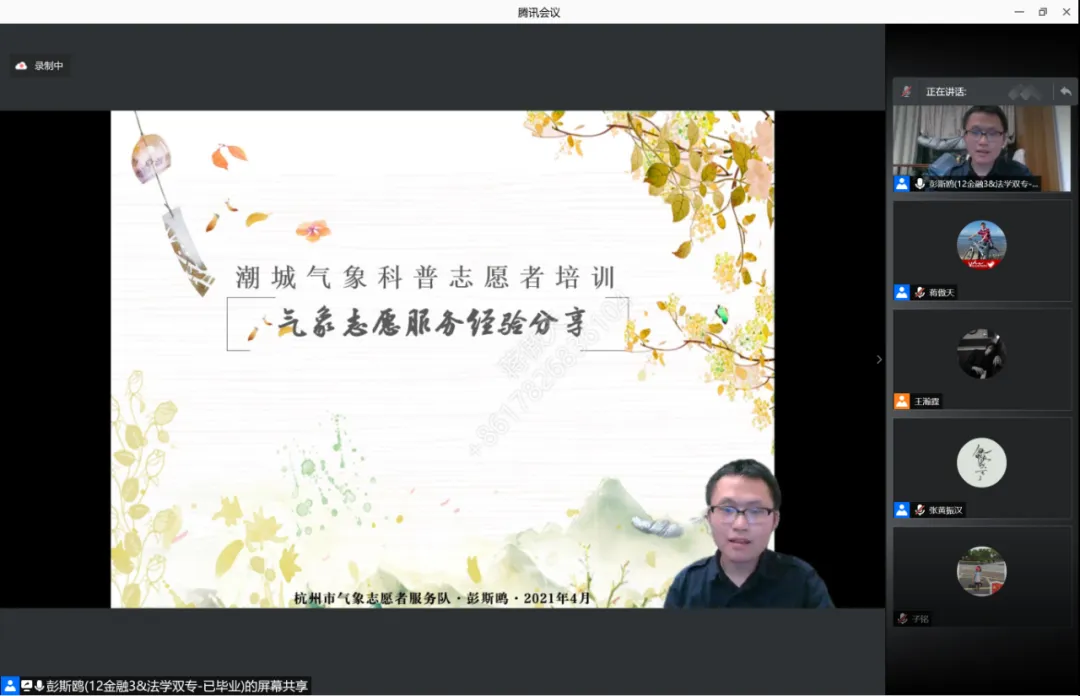 腾讯会议
录制中
正在讲话:
潮城气象科普志愿者培训
气象志愿服务经验分享
杭州市气象志愿者服务队·彭斯鸥·2021年4月
彭斯鸥(12金融3&法学双专-...
蒋傲天
王瀚霆
张黄振汉
子铭
彭斯鸥(12金融3&法学双专-已毕业)的屏幕共享